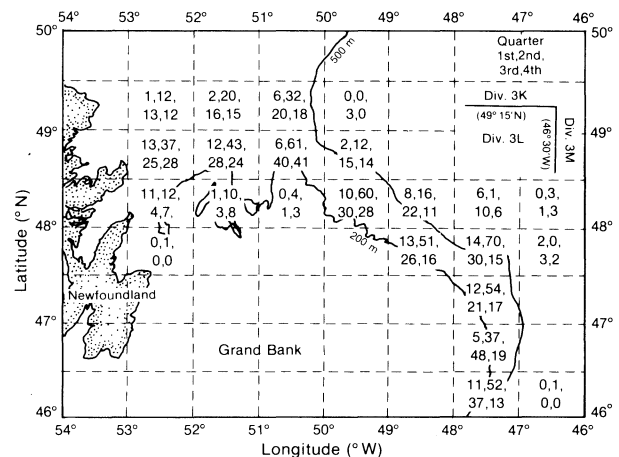 54° 53° 52° 51° 50° 49° 48° 47° 46°
50° 50°
500 m
Quarter
1st,2nd,
3rd,4th
1,12, 2,20, 6,32, 0,0, Div. 3K
13,12 16,15 20,18 3,0 (49° 15'N)
Div. 3M
(46° 30'W)
49° 49°
13,37, 12,43, 6,61, 2,12, Div. 3L
25,28 28,24 40,41 15,14
11,12, 1,10, 0,4, 10,60, 8,16, 6,1, 0,3,
4,7, 3,8 1,3 30,28 22,11 10,6 1,3
48° 48°
200 m
0,1, 13,51, 14,70, 2,0,
0,0 26,16 30,15 3,2
12,54,
21,17
Newfoundland
47° 47°
5,37,
48,19
Grand Bank
11,52, 0,1,
37,13 0,0
46° 46°
54° 53° 52° 51° 50° 49° 48° 47° 46°
Latitude (°N)
Longitude (°W)